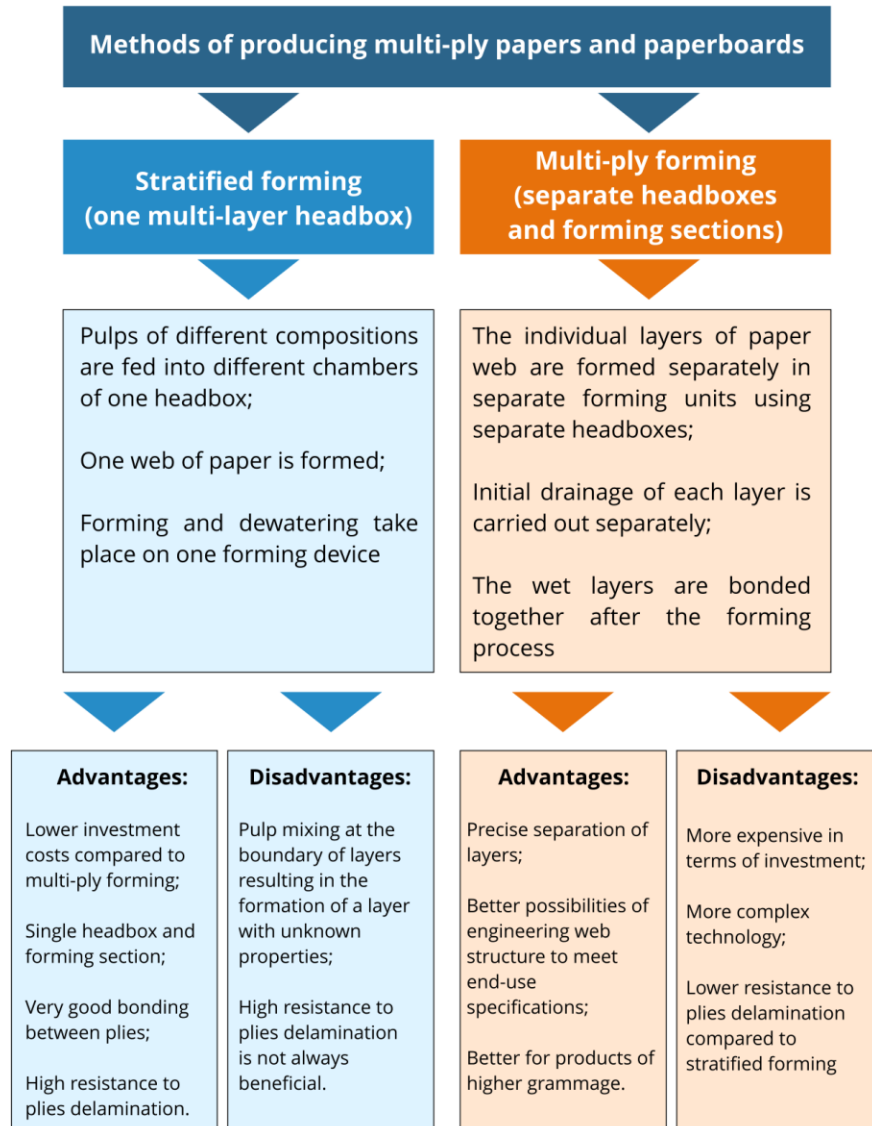 Methods of producing multi-ply papers and paperboards
Stratified forming
(one multi-layer headbox)
Multi-ply forming
(separate headboxes
and forming sections)
Pulps of different compositions
are fed into different chambers
of one headbox;
One web of paper is formed;
Forming and dewatering take
place on one forming device
The individual layers of paper
web are formed separately in
separate forming units using
separate headboxes;
Initial drainage of each layer is
carried out separately;
The wet layers are bonded
together after the forming
process
Advantages:
Lower investment
costs compared to
multi-ply forming;
Single headbox and
forming section;
Very good bonding
between plies;
High resistance to
plies delamination.
Disadvantages:
Pulp mixing at the
boundary of layers
resulting in the
formation of a layer
with unknown
properties;
High resistance to
plies delamination
is not always
beneficial.
Advantages:
Precise separation of
layers;
Better possibilities of
engineering web
structure to meet
end-use
specifications;
Better for products of
higher grammage.
Disadvantages:
More expensive in
terms of investment;
More complex
technology;
Lower resistance to
plies delamination
compared to
stratified forming